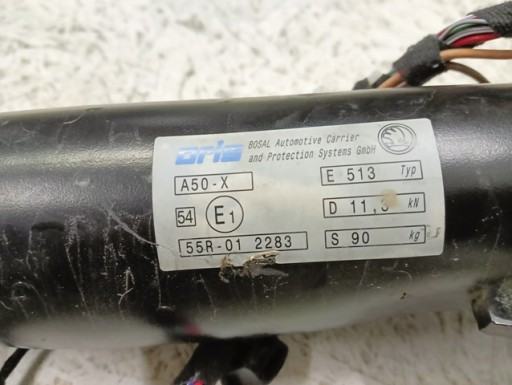 oris BOSAL Automotive Carrier
and Protection Systems GmbH
A50-X E 513 Typ
54 E1 D 11,3 kN
55R-01 2283 S 90 kg